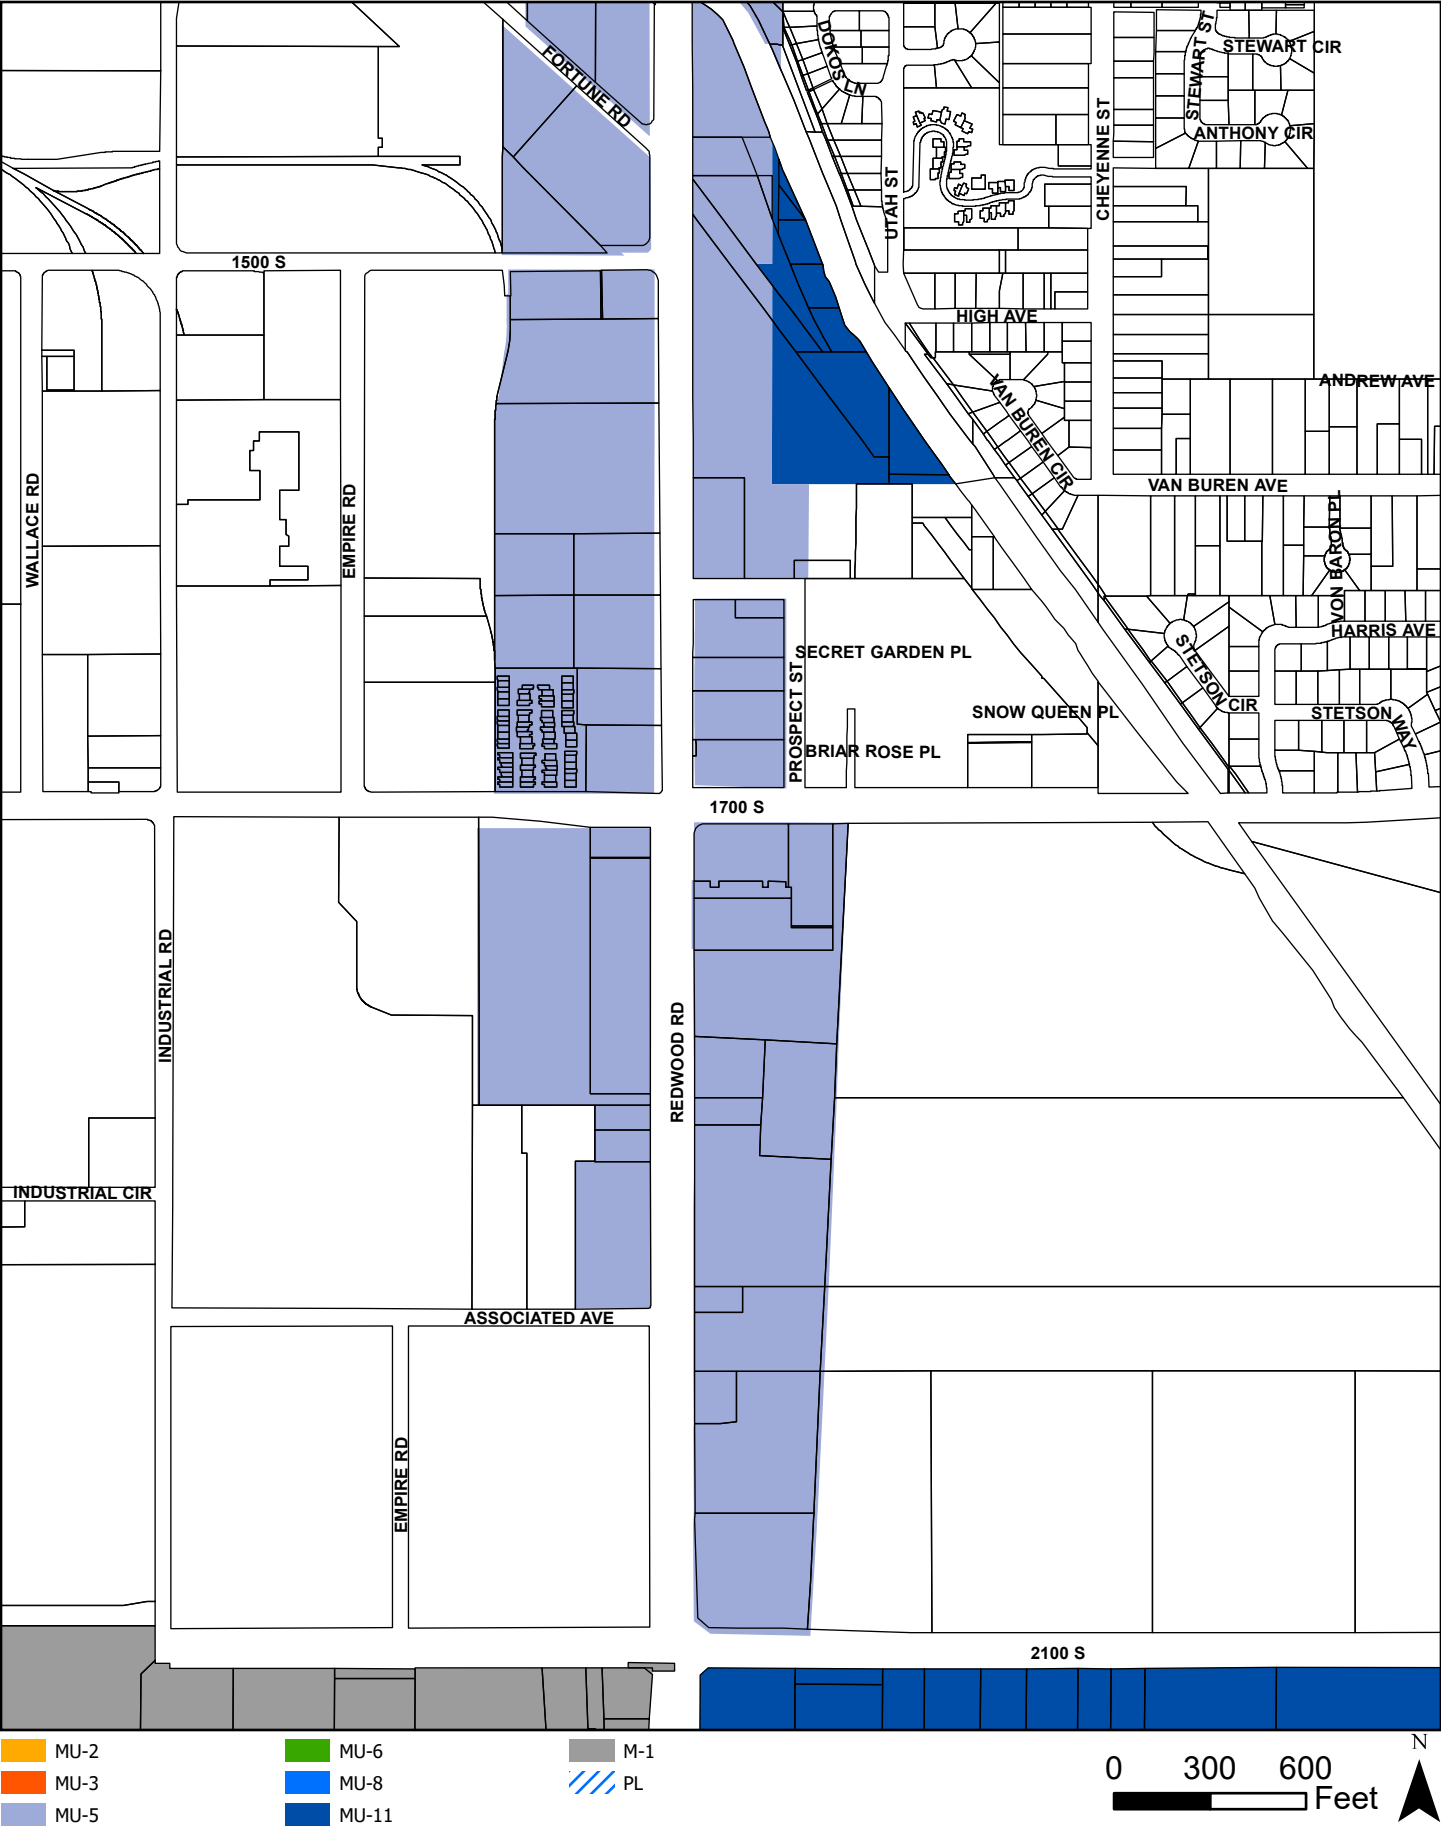 DOKOS LN
STEWART ST
STEWART CIR
FORTUNE RD
CHEYENNE ST
ANTHONY CIR
UTAH ST
1500 S
HIGH AVE
ANDREW AVE
VAN BUREN CIR
WALLACE RD
EMPIRE RD
VAN BUREN AVE
VON BARON PL
HARRIS AVE
SECRET GARDEN PL
STETSON CIR
PROSPECT ST
SNOW QUEEN PL
STETSON WAY
BRIAR ROSE PL
1700 S
INDUSTRIAL RD
REDWOOD RD
INDUSTRIAL CIR
ASSOCIATED AVE
EMPIRE RD
2100 S
MU-2
MU-3
MU-5
MU-6
MU-8
MU-11
M-1
PL
0 300 600
Feet
N